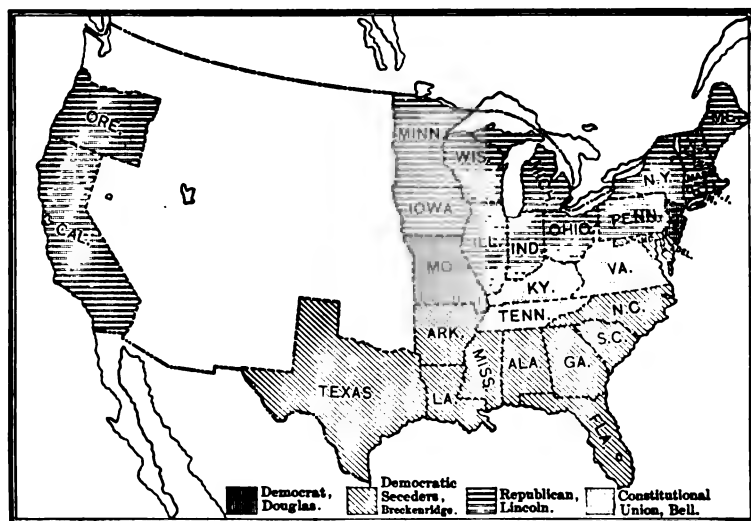 ORE.
CAL.
MINN.
WIS.
IOWA
ILL.
IND.
OHIO.
PENN.
N.Y.
ME.
MO.
KY.
VA.
TENN.
N.C.
ARK.
S.C.
MISS.
ALA.
GA.
TEXAS.
LA.
FLA.
DEL.
Democrat,
Douglas.
Democratic
Seceders,
Breckenridge.
Republican,
Lincoln.
Constitutional
Union, Bell.